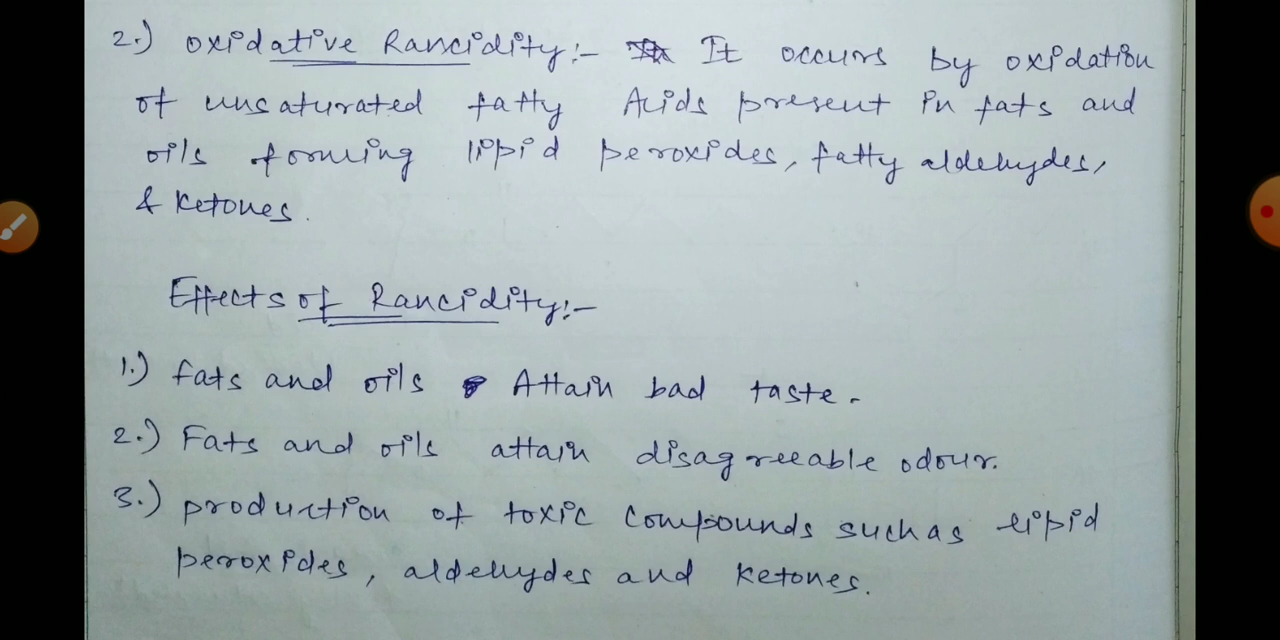 2.) Oxidative Rancidity:- It occurs by oxidation
of unsaturated fatty Acids present in fats and
oils forming lipid peroxides, fatty aldehydes,
& Ketones.
Effects of Rancidity:-
1.) Fats and oils Attain bad taste.
2.) Fats and oils attain disagreeable odour.
3.) production of toxic compounds such as lipid
peroxides, aldehydes and Ketones.